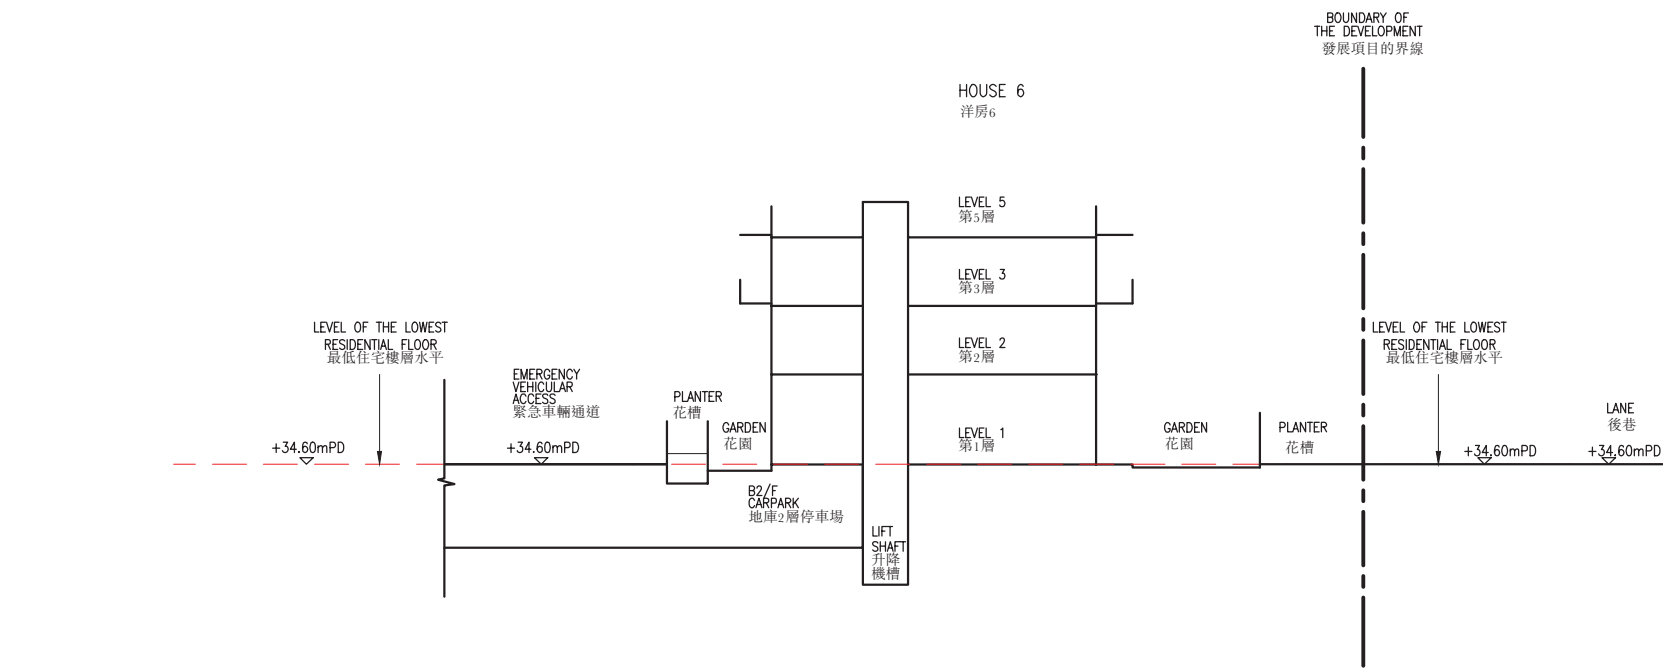 BOUNDARY OF
THE DEVELOPMENT
發展項目的界線
HOUSE 6
洋房6
LEVEL 5
第5層
LEVEL 3
第3層
LEVEL 2
第2層
LEVEL 1
第1層
LEVEL OF THE LOWEST
RESIDENTIAL FLOOR
最低住宅樓層水平
+34.60mPD
EMERGENCY
VEHICULAR
ACCESS
緊急車輛通道
+34.60mPD
PLANTER
花槽
GARDEN
花園
B2/F
CARPARK
地庫2層停車場
LIFT
SHAFT
升降
機槽
GARDEN
花園
PLANTER
花槽
LEVEL OF THE LOWEST
RESIDENTIAL FLOOR
最低住宅樓層水平
+34.60mPD
LANE
後巷
+34.60mPD